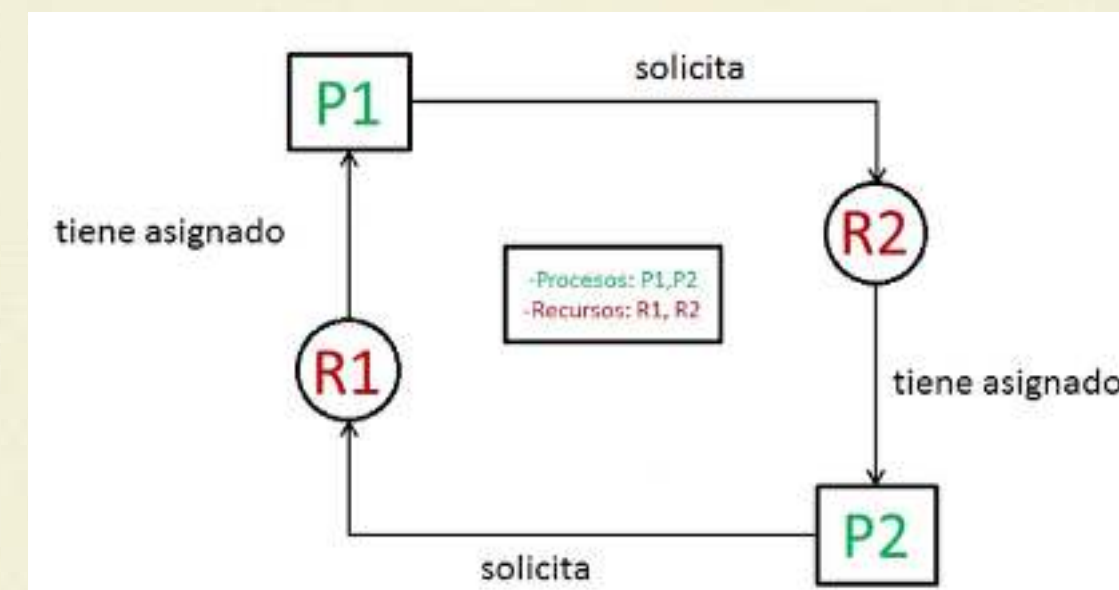 solicita
P1
tiene asignado
R2
-Procesos: P1,P2
-Recursos: R1, R2
R1
tiene asignado
P2
solicita